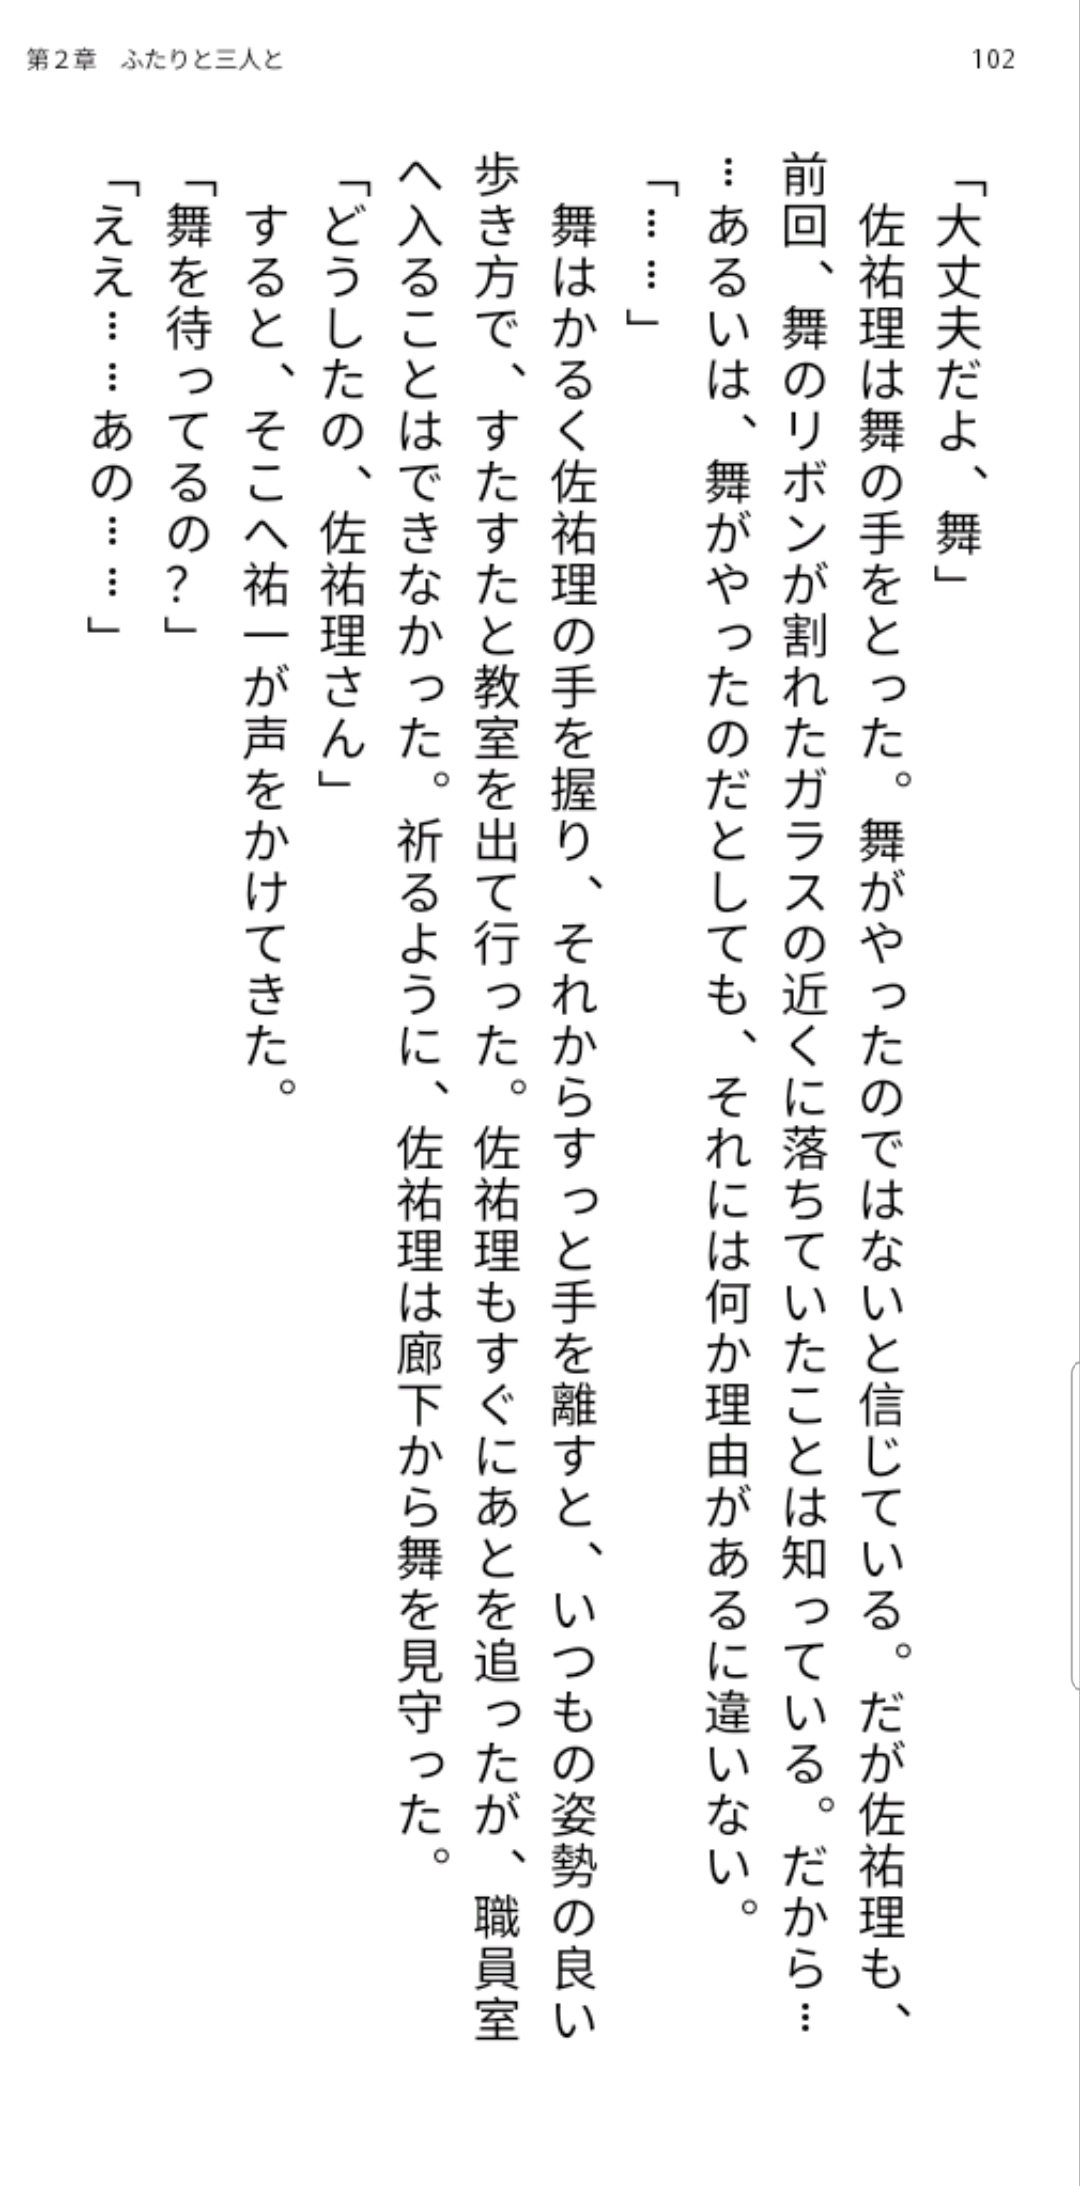 第２章　ふたりと三人と
102
「大丈夫だよ、舞」
　佐祐理は舞の手をとった。舞がやったのではないと信じている。だが佐祐理も、
前回、舞のリボンが割れたガラスの近くに落ちていたことは知っている。だから…
…あるいは、舞がやったのだとしても、それには何か理由があるに違いない。
「……」
　舞はかるく佐祐理の手を握り、それからすっと手を離すと、いつもの姿勢の良い
歩き方で、すたすたと教室を出て行った。佐祐理もすぐにあとを追ったが、職員室
へ入ることはできなかった。祈るように、佐祐理は廊下から舞を見守った。
「どうしたの、佐祐理さん」
　すると、そこへ祐一が声をかけてきた。
「舞を待ってるの？」
「ええ……あの……」